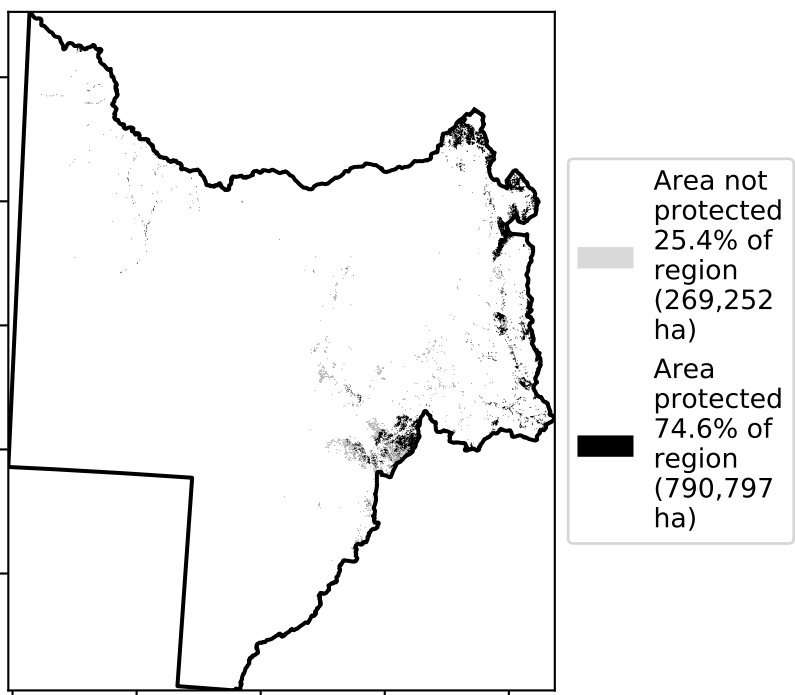 Area not
protected
25.4% of
region
(269,252
ha)
Area
protected
74.6% of
region
(790,797
ha)